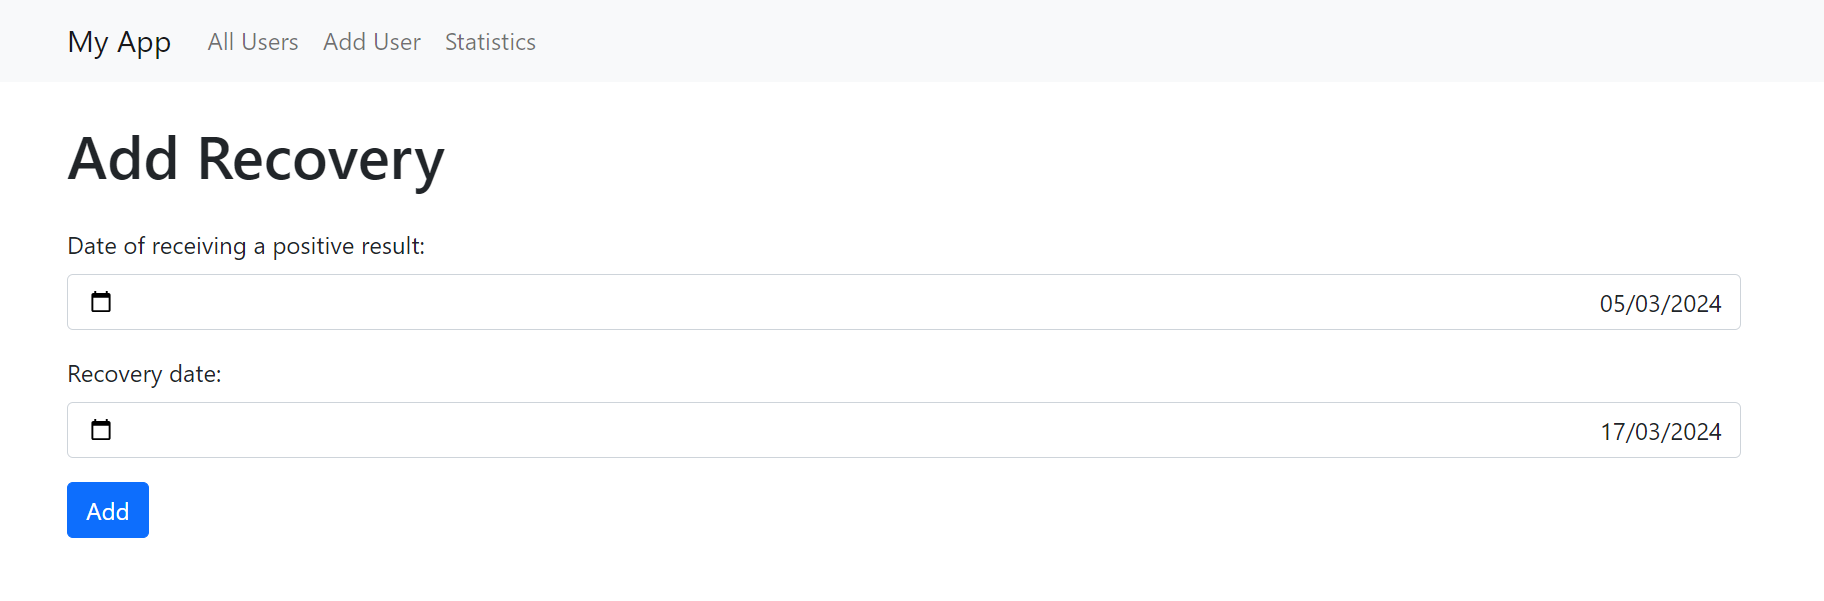 My App All Users Add User Statistics
Add Recovery
Date of receiving a positive result:
05/03/2024
Recovery date:
17/03/2024
Add